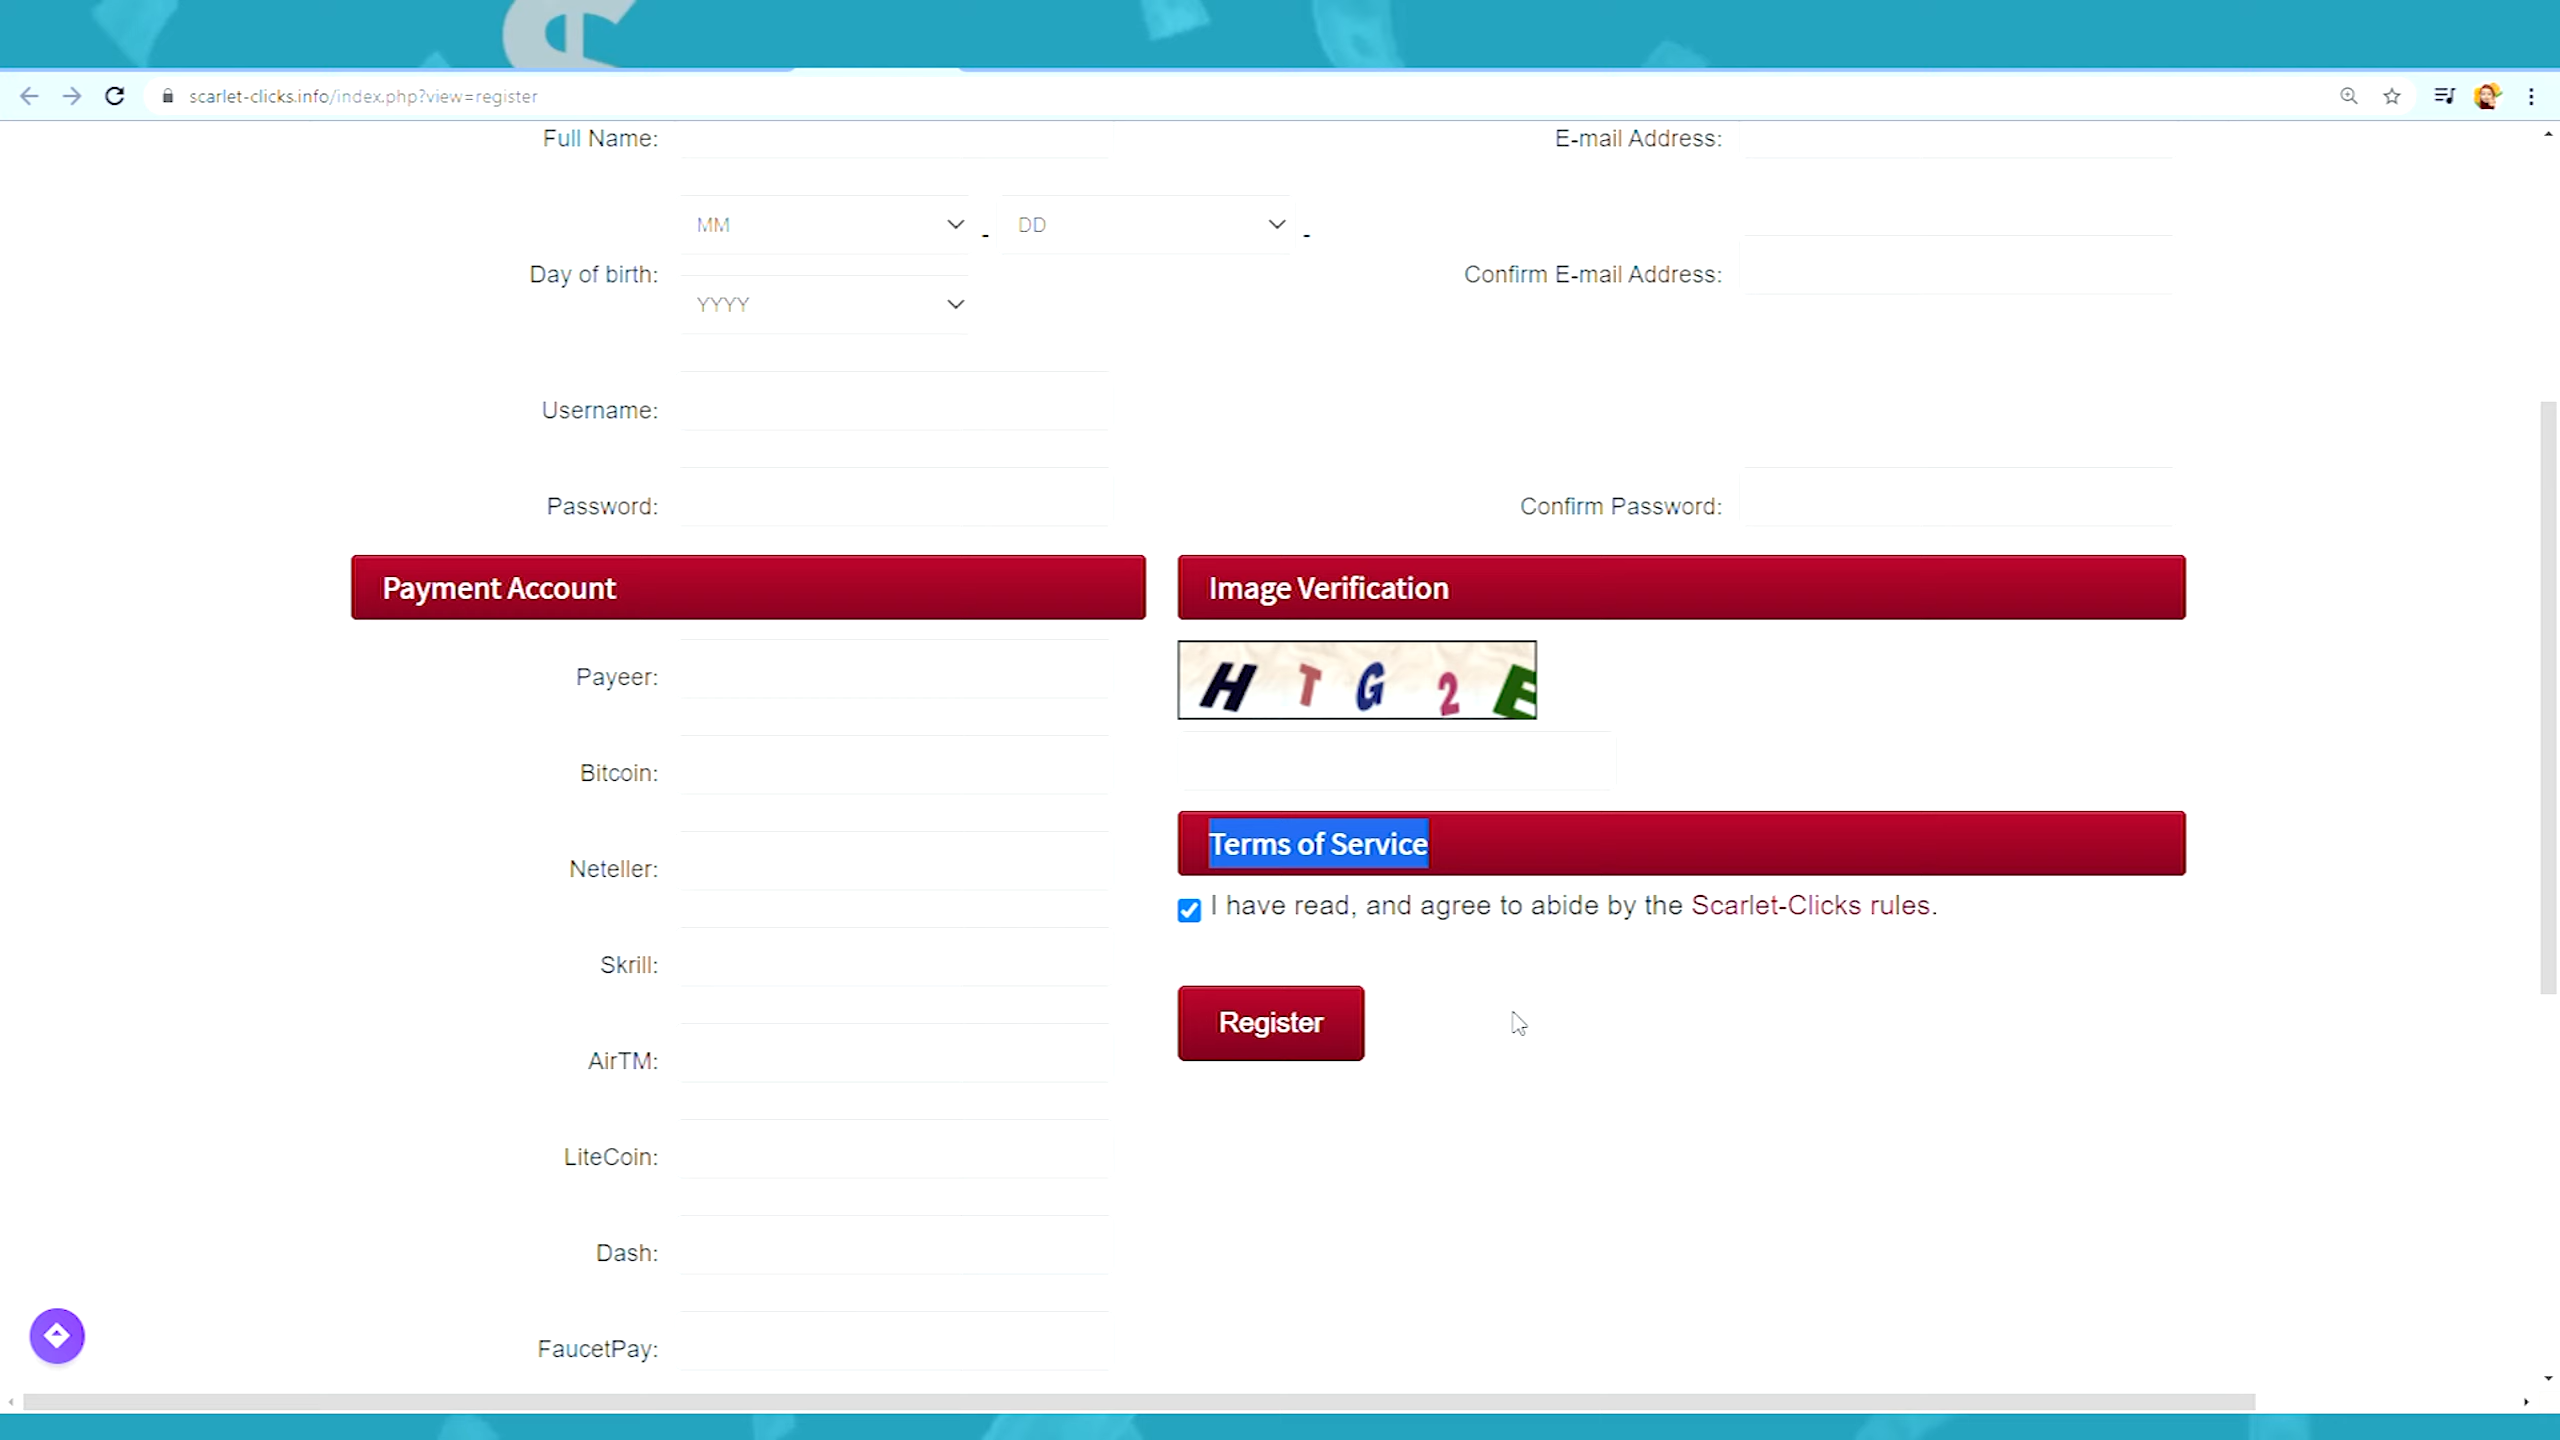 scarlet-clicks.info/index.php?view=register
Full Name:
E-mail Address:
MM
-
DD
-
Day of birth:
Confirm E-mail Address:
YYYY
Username:
Password:
Confirm Password:
Payment Account
Image Verification
Payeer:
H T G 2 E
Bitcoin:
Terms of Service
Neteller:
I have read, and agree to abide by the Scarlet-Clicks rules.
Skrill:
Register
AirTM:
LiteCoin:
Dash:
FaucetPay: